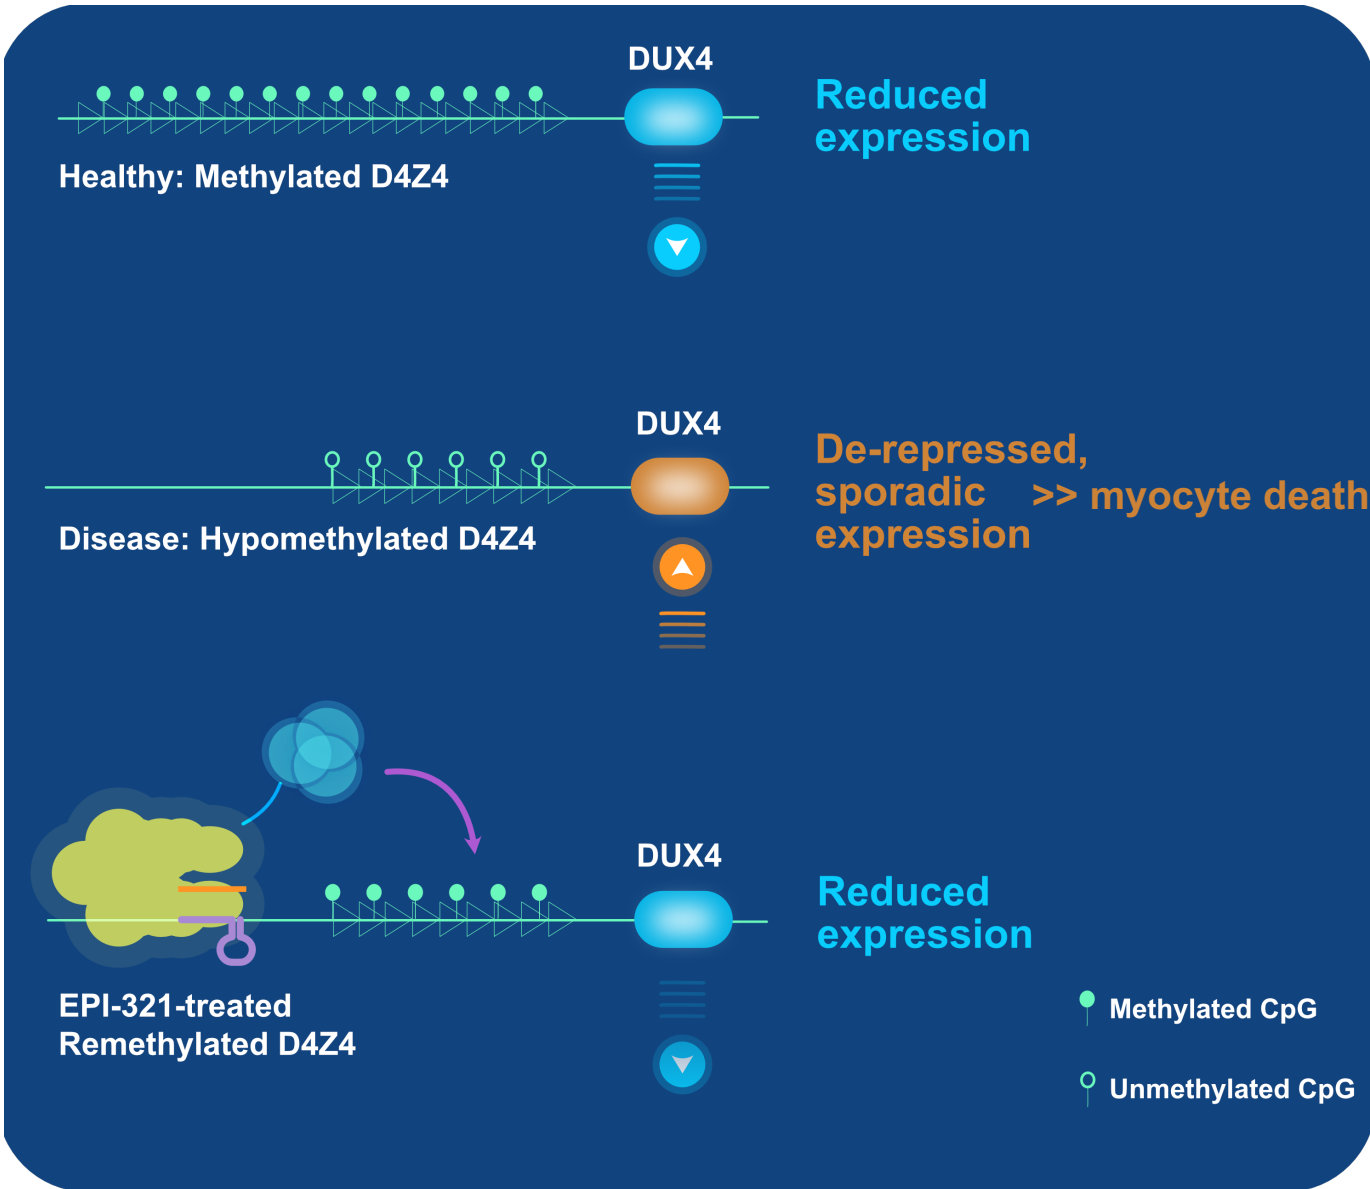 DUX4
Reduced
expression
Healthy: Methylated D4Z4
DUX4
De-repressed,
sporadic >> myocyte death
expression
Disease: Hypomethylated D4Z4
DUX4
Reduced
expression
EPI-321-treated
Remethylated D4Z4
Methylated CpG
Unmethylated CpG